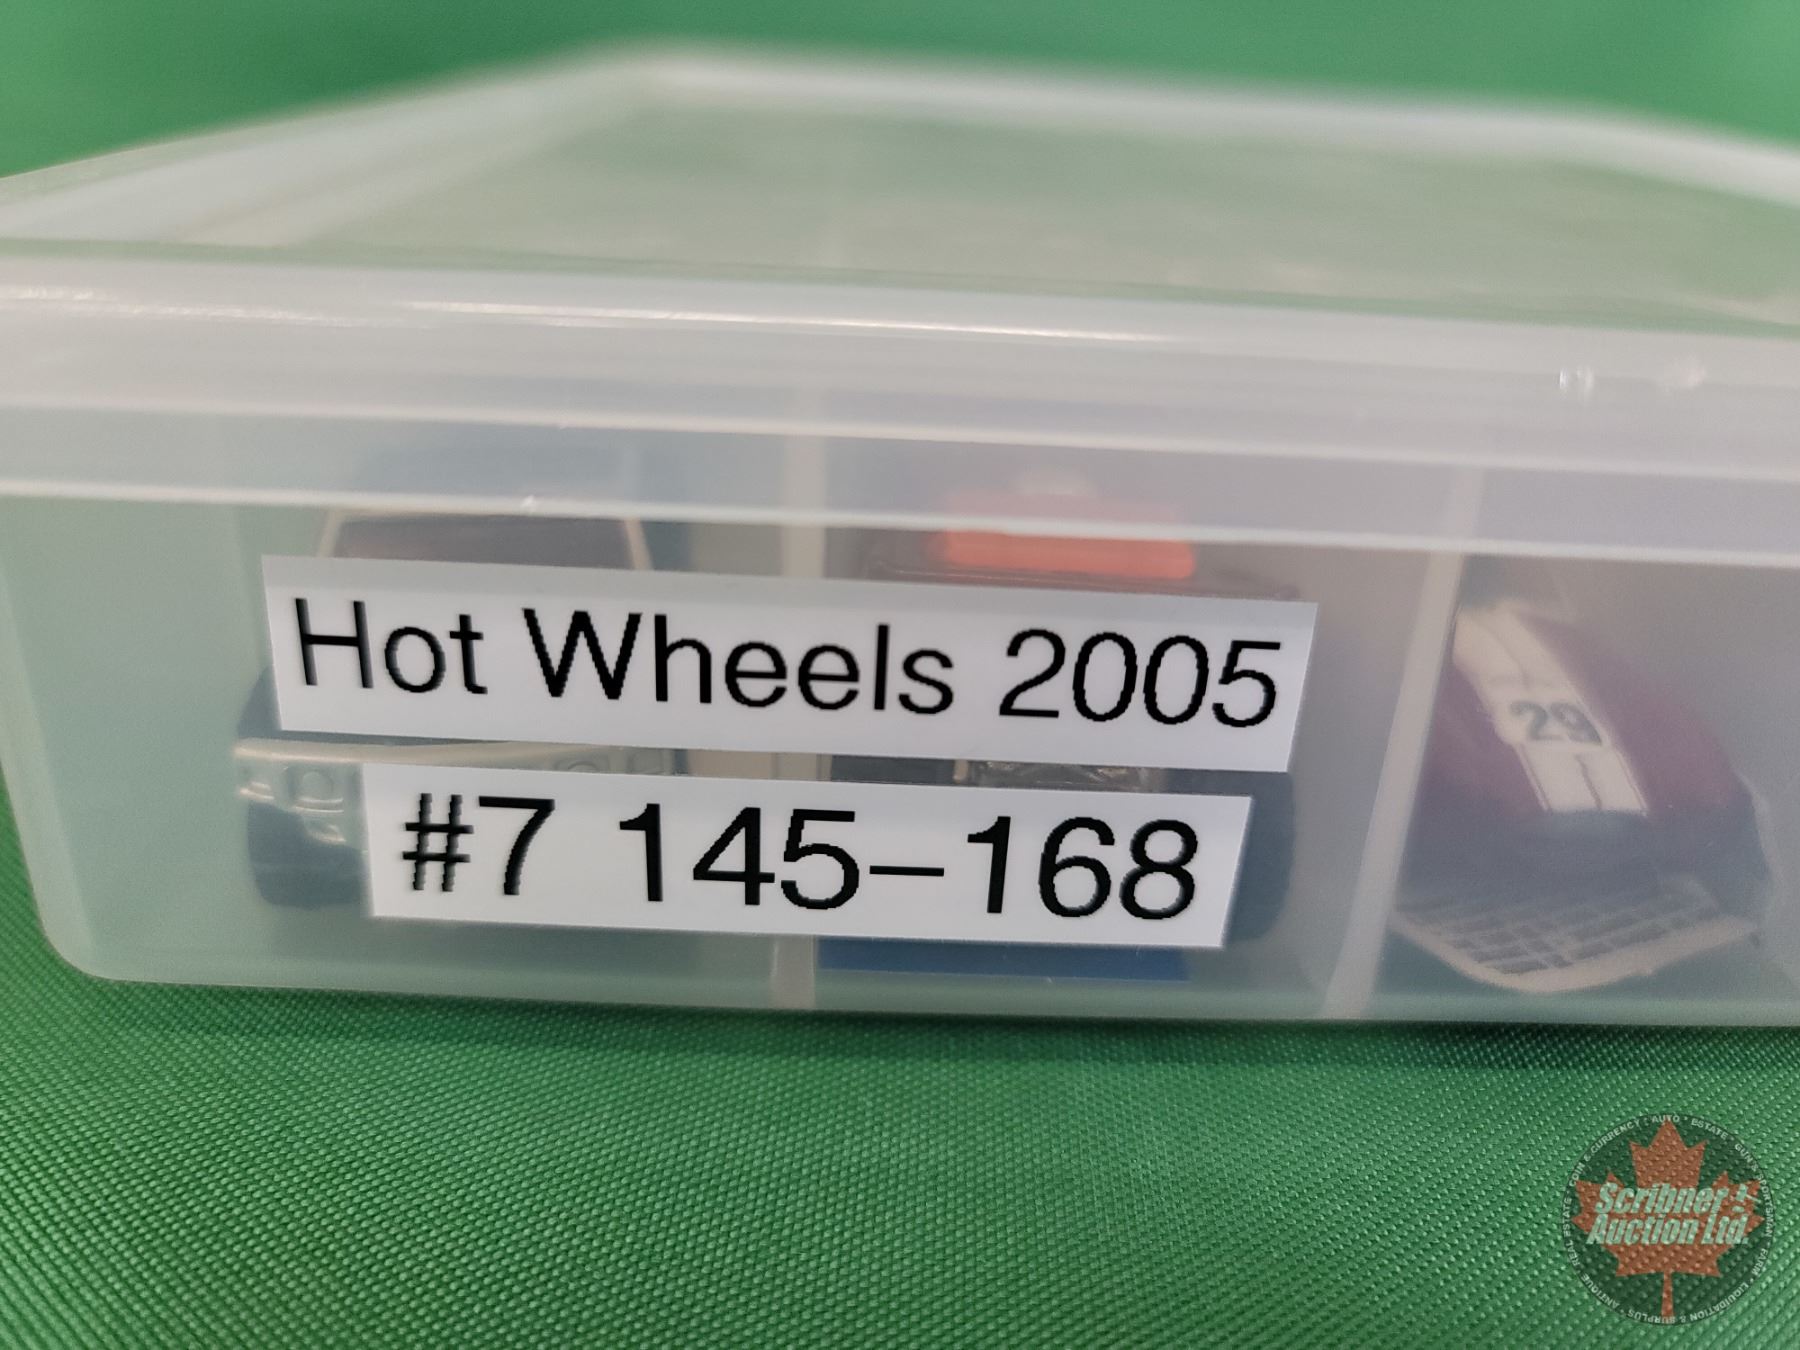 Hot Wheels 2005
#7 145–168
29
Scribner
Auction Ltd.